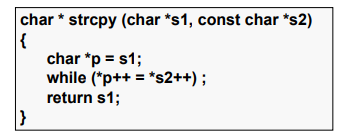 char * strcpy (char *s1, const char *s2)
{
char *p = s1;
while (*p++ = *s2++) ;
return s1;
}